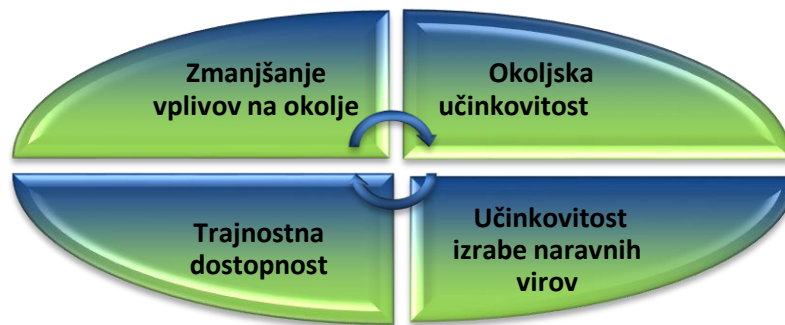 Zmanjšanje
vplivov na okolje
Okoljska
učinkovitost
Trajnostna
dostopnost
Učinkovitost
izrabe naravnih
virov